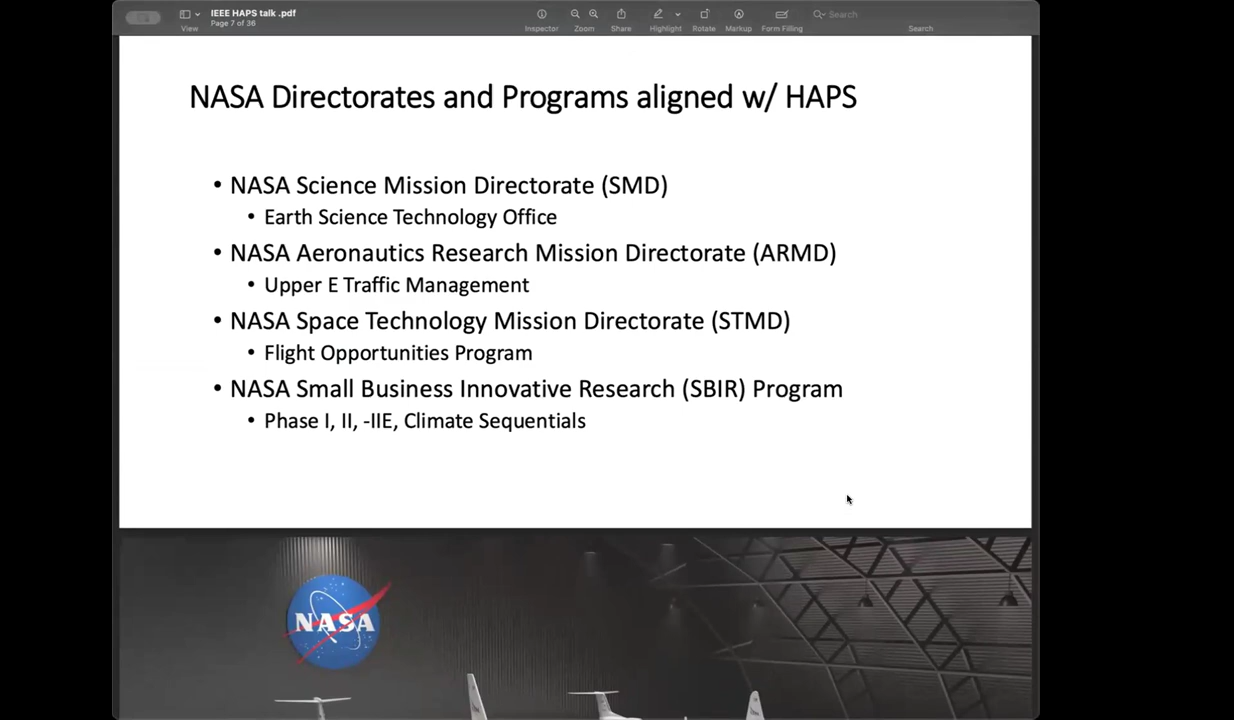 IEEE HAPS talk .pdf
Page 7 of 36
View
Inspector
Zoom
Share
Highlight
Rotate
Markup
Form Filling
Search
Search
NASA Directorates and Programs aligned w/ HAPS
• NASA Science Mission Directorate (SMD)
• Earth Science Technology Office
• NASA Aeronautics Research Mission Directorate (ARMD)
• Upper E Traffic Management
• NASA Space Technology Mission Directorate (STMD)
• Flight Opportunities Program
• NASA Small Business Innovative Research (SBIR) Program
• Phase I, II, -IIE, Climate Sequentials
NASA